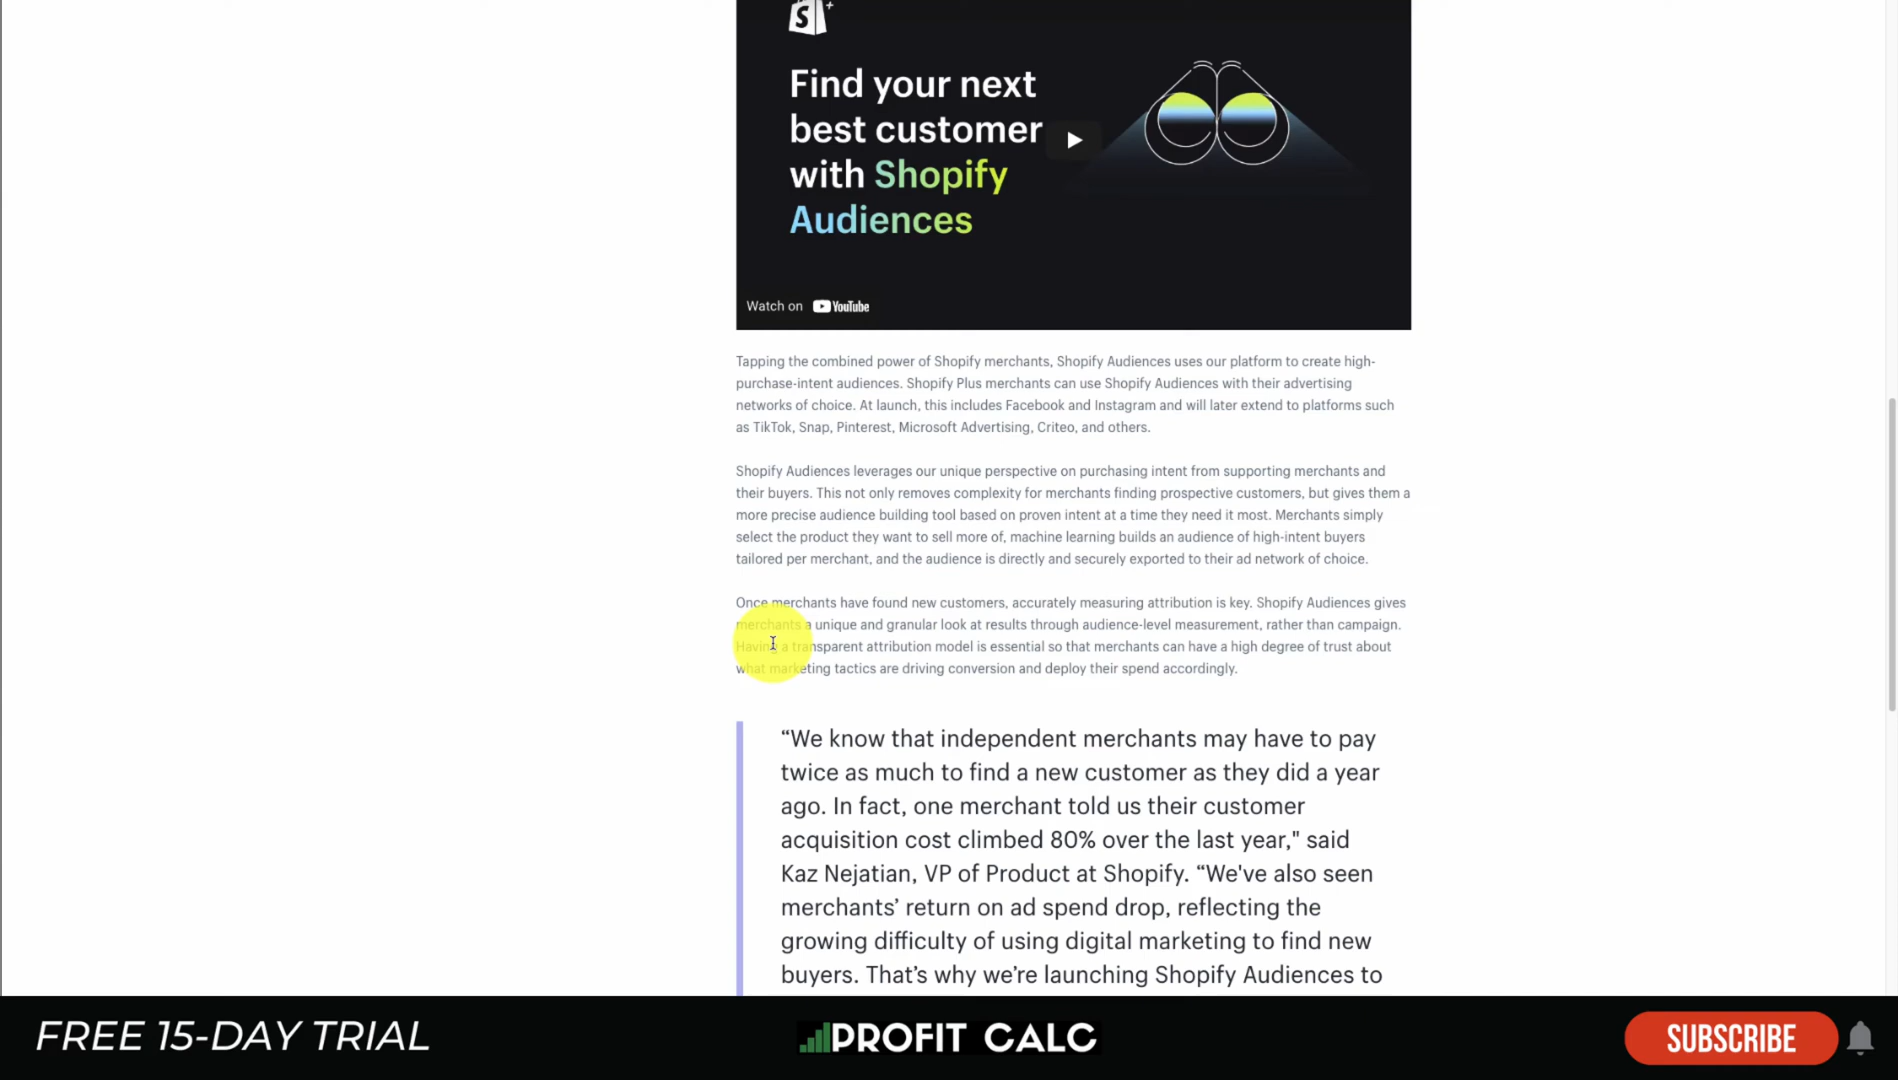 S+
Find your next
best customer
with Shopify
Audiences
Watch on YouTube
Tapping the combined power of Shopify merchants, Shopify Audiences uses our platform to create high-
purchase-intent audiences. Shopify Plus merchants can use Shopify Audiences with their advertising
networks of choice. At launch, this includes Facebook and Instagram and will later extend to platforms such
as TikTok, Snap, Pinterest, Microsoft Advertising, Criteo, and others.
Shopify Audiences leverages our unique perspective on purchasing intent from supporting merchants and
their buyers. This not only removes complexity for merchants finding prospective customers, but gives them a
more precise audience building tool based on proven intent at a time they need it most. Merchants simply
select the product they want to sell more of, machine learning builds an audience of high-intent buyers
tailored per merchant, and the audience is directly and securely exported to their ad network of choice.
Once merchants have found new customers, accurately measuring attribution is key. Shopify Audiences gives
merchants a unique and granular look at results through audience-level measurement, rather than campaign.
Having a transparent attribution model is essential so that merchants can have a high degree of trust about
what marketing tactics are driving conversion and deploy their spend accordingly.
“We know that independent merchants may have to pay
twice as much to find a new customer as they did a year
ago. In fact, one merchant told us their customer
acquisition cost climbed 80% over the last year," said
Kaz Nejatian, VP of Product at Shopify. “We've also seen
merchants’ return on ad spend drop, reflecting the
growing difficulty of using digital marketing to find new
buyers. That’s why we’re launching Shopify Audiences to
FREE 15-DAY TRIAL
PROFIT CALC
SUBSCRIBE